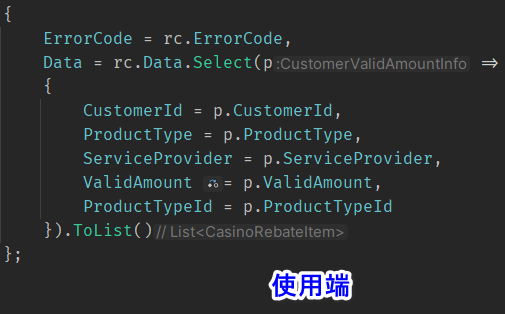 {
ErrorCode = rc.ErrorCode,
Data = rc.Data.Select(p :CustomerValidAmountInfo =>
{
CustomerId = p.CustomerId,
ProductType = p.ProductType,
ServiceProvider = p.ServiceProvider,
ValidAmount = p.ValidAmount,
ProductTypeId = p.ProductTypeId
}).ToList() // List<CasinoRebateItem>
};
使用端